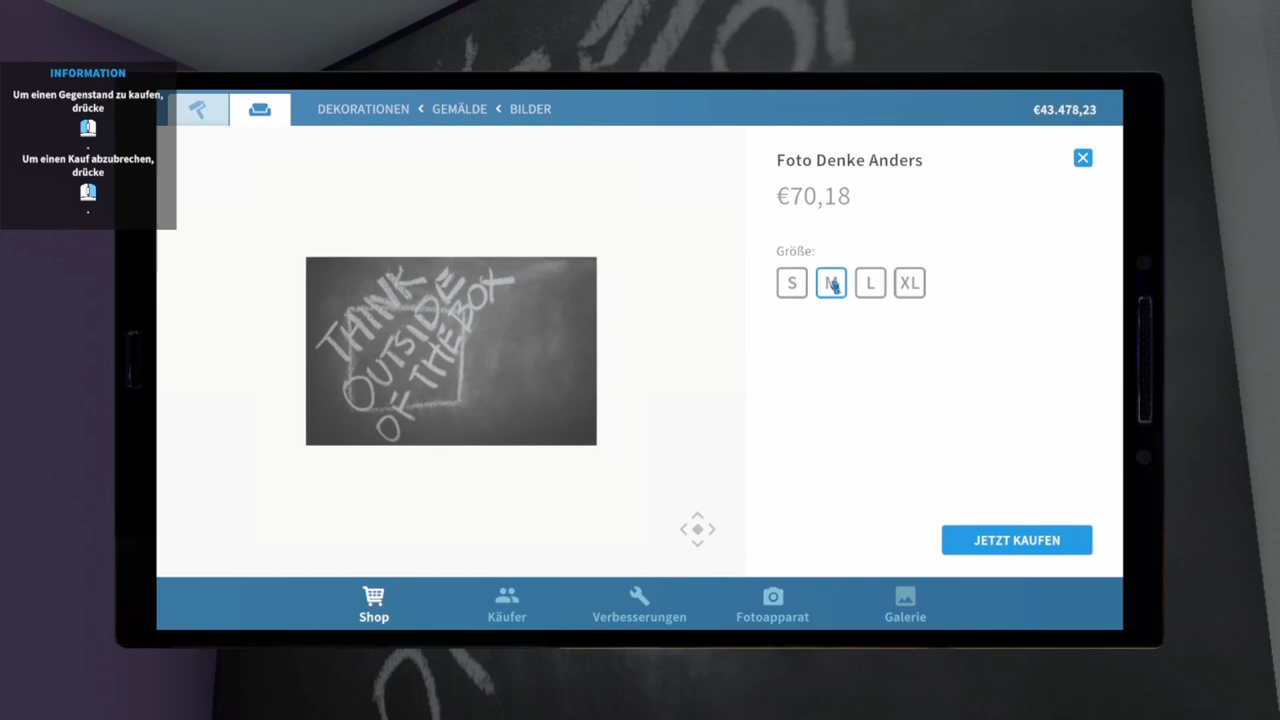 INFORMATION
Um einen Gegenstand zu kaufen,
drücke
.
Um einen Kauf abzubrechen,
drücke
.
DEKORATIONEN < GEMÄLDE < BILDER
€43.478,23
Foto Denke Anders
€70,18
Größe:
S M L XL
THINK
OUTSIDE
OF THE BOX
JETZT KAUFEN
Shop Käufer Verbesserungen Fotoapparat Galerie